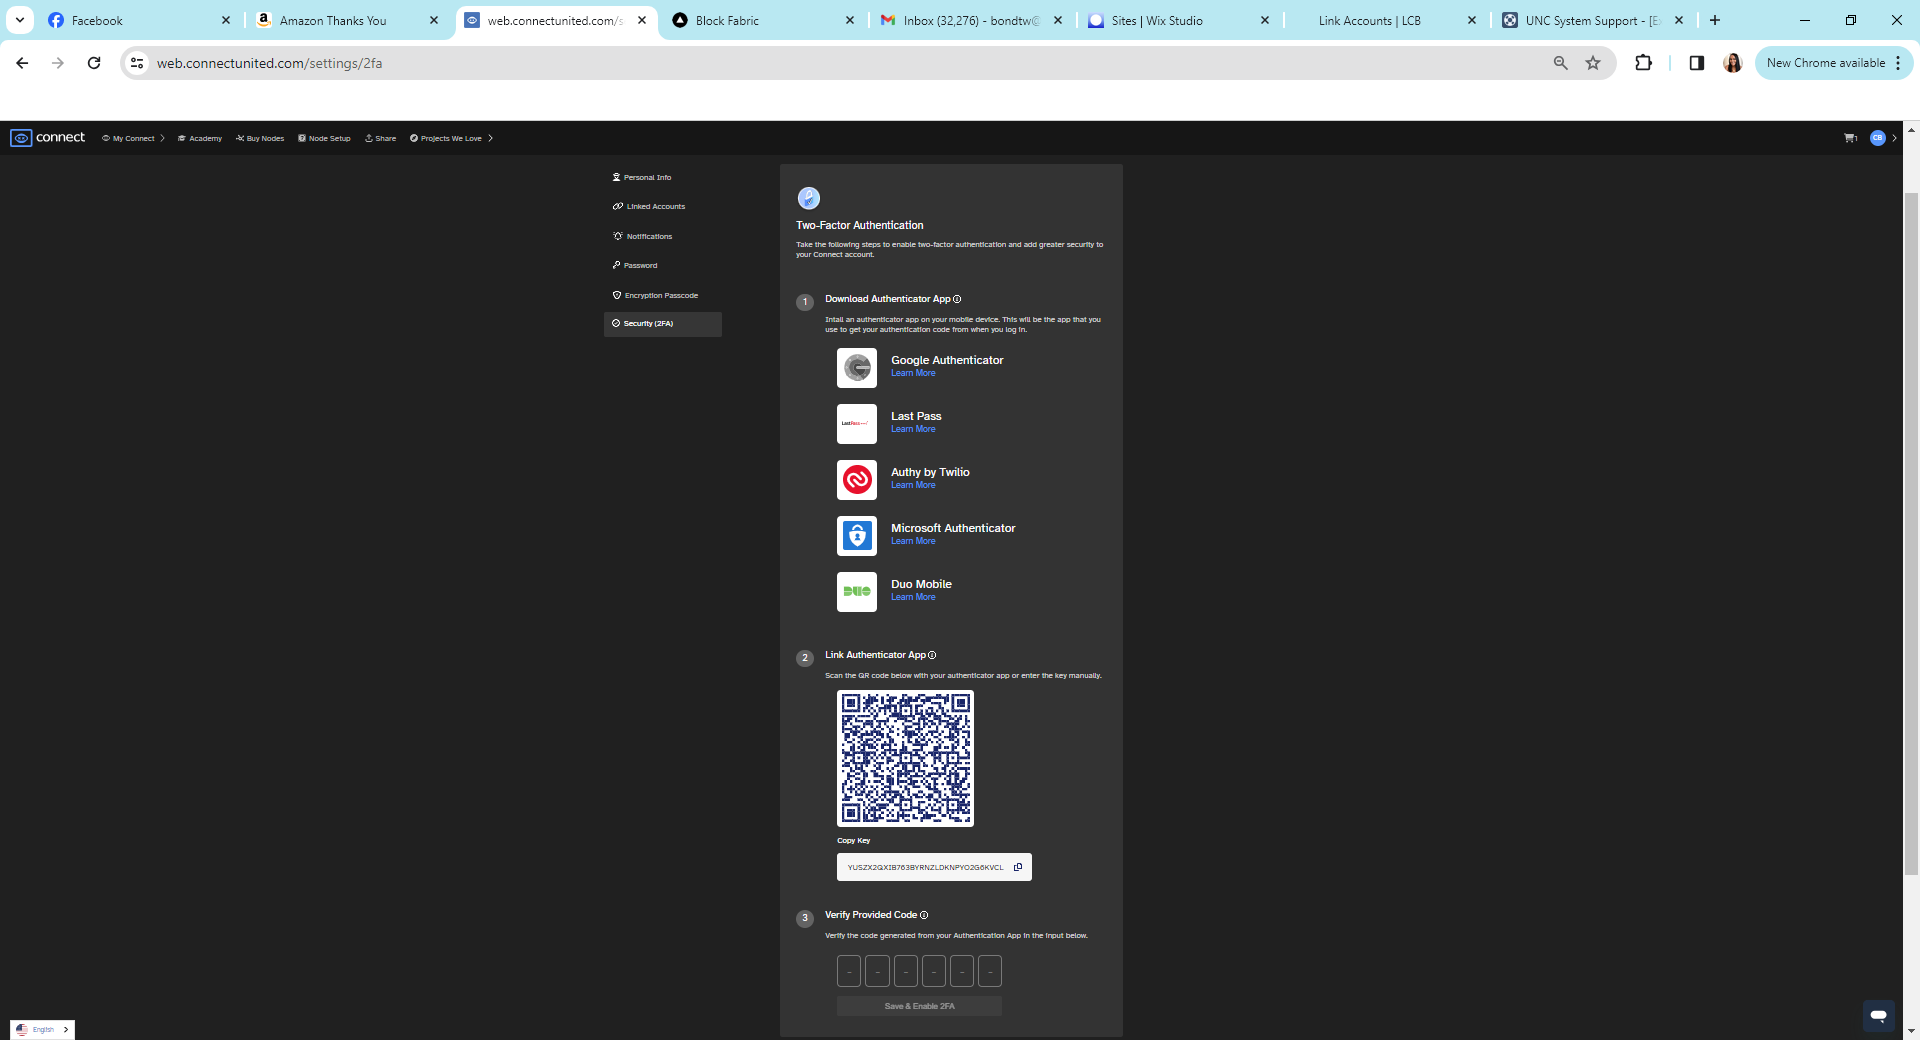 Facebook
Amazon Thanks You
web.connectunited.com/s
Block Fabric
Inbox (32,276) - bondtw@
Sites | Wix Studio
Link Accounts | LCB
UNC System Support - [E
web.connectunited.com/settings/2fa
New Chrome available
connect
My Connect
Academy
Buy Nodes
Node Setup
Share
Projects We Love
1
CB
Personal Info
Linked Accounts
Notifications
Password
Encryption Passcode
Security (2FA)
Two-Factor Authentication
Take the following steps to enable two-factor authentication and add greater security to
your Connect account.
1
Download Authenticator App
Intall an authenticator app on your mobile device. This will be the app that you
use to get your authentication code from when you log in.
Google Authenticator
Learn More
LastPass
Last Pass
Learn More
Authy by Twilio
Learn More
Microsoft Authenticator
Learn More
DUO
Duo Mobile
Learn More
2
Link Authenticator App
Scan the QR code below with your authenticator app or enter the key manually.
Copy Key
YUSZX2QXIB763BYRNZLDKNPYO2G6KVCL
3
Verify Provided Code
Verify the code generated from your Authentication App in the input below.
- - - - - -
Save & Enable 2FA
English